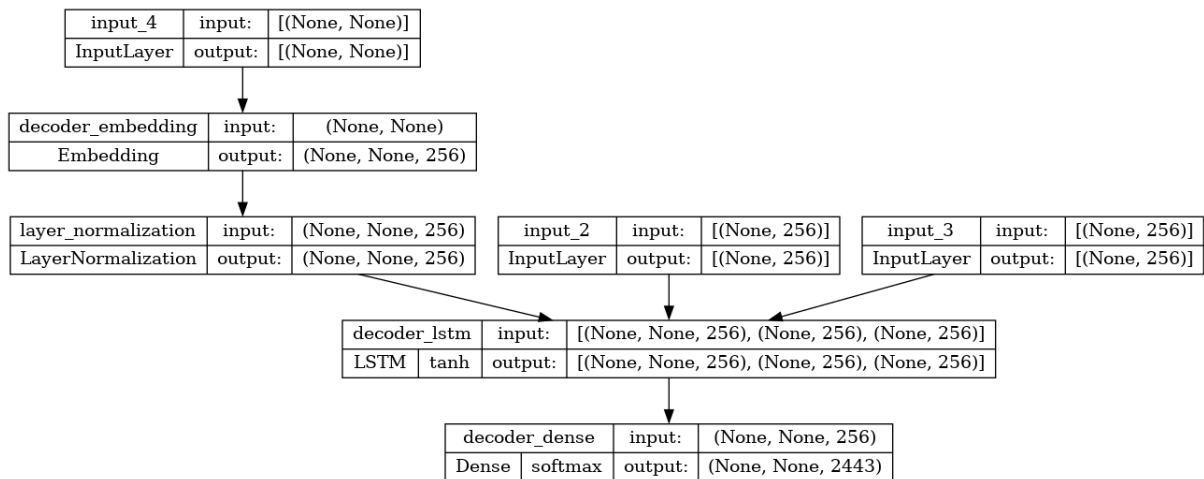 input_4 input: [(None, None)]
InputLayer output: [(None, None)]
decoder_embedding input: (None, None)
Embedding output: (None, None, 256)
layer_normalization input: (None, None, 256)
LayerNormalization output: (None, None, 256)
input_2 input: [(None, 256)]
InputLayer output: [(None, 256)]
input_3 input: [(None, 256)]
InputLayer output: [(None, 256)]
decoder_lstm input: [(None, None, 256), (None, 256), (None, 256)]
LSTM tanh output: [(None, None, 256), (None, 256), (None, 256)]
decoder_dense input: (None, None, 256)
Dense softmax output: (None, None, 2443)